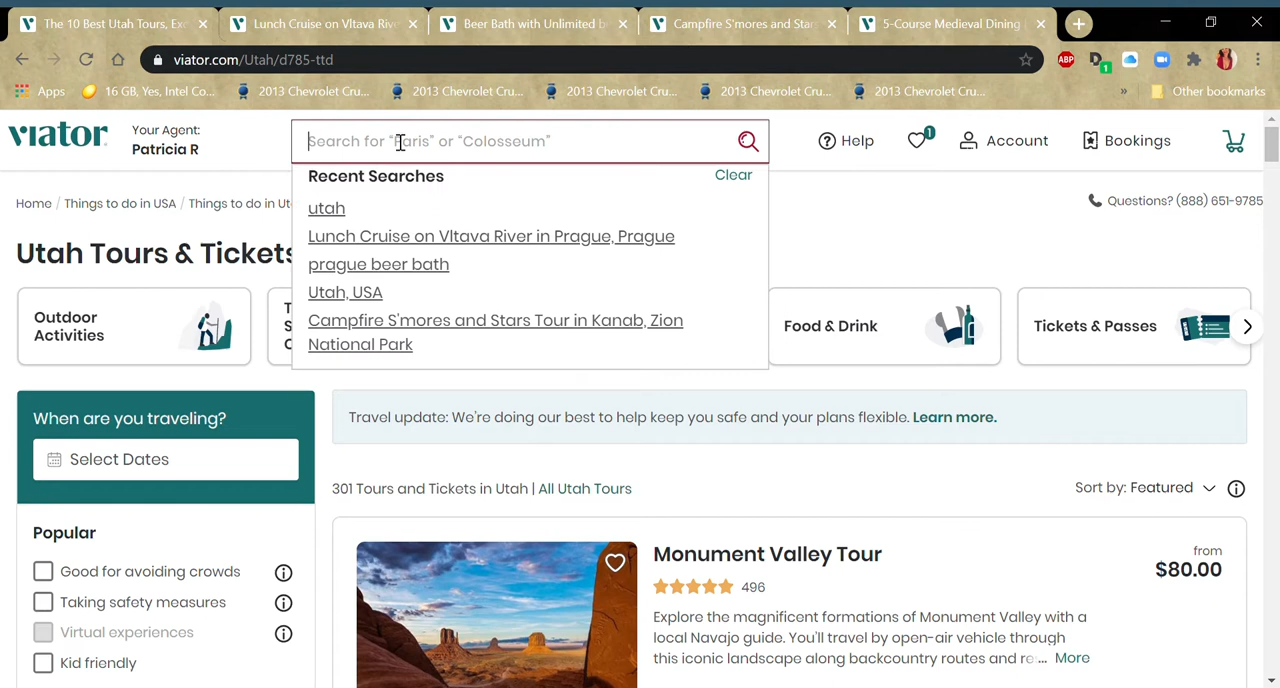 The 10 Best Utah Tours, Exc
Lunch Cruise on Vltava River
Beer Bath with Unlimited b
Campfire S'mores and Star
5-Course Medieval Dining
viator.com/Utah/d785-ttd
ABP
1
Apps
16 GB, Yes, Intel Co...
2013 Chevrolet Cru...
2013 Chevrolet Cru...
2013 Chevrolet Cru...
2013 Chevrolet Cru...
2013 Chevrolet Cru...
»
Other bookmarks
viator
Your Agent:
Patricia R
Search for “Paris” or “Colosseum”
Help
1
Account
Bookings
Recent Searches
Clear
utah
Lunch Cruise on Vltava River in Prague, Prague
prague beer bath
Utah, USA
Campfire S'mores and Stars Tour in Kanab, Zion
National Park
Home / Things to do in USA / Things to do in Ut
Questions? (888) 651-9785
Utah Tours & Tickets
Outdoor
Activities
Food & Drink
Tickets & Passes
When are you traveling?
Select Dates
Travel update: We're doing our best to help keep you safe and your plans flexible. Learn more.
301 Tours and Tickets in Utah | All Utah Tours
Sort by: Featured
Popular
Good for avoiding crowds
Taking safety measures
Virtual experiences
Kid friendly
Monument Valley Tour
496
from
$80.00
Explore the magnificent formations of Monument Valley with a
local Navajo guide. You'll travel by open-air vehicle through
this iconic landscape along backcountry routes and re... More